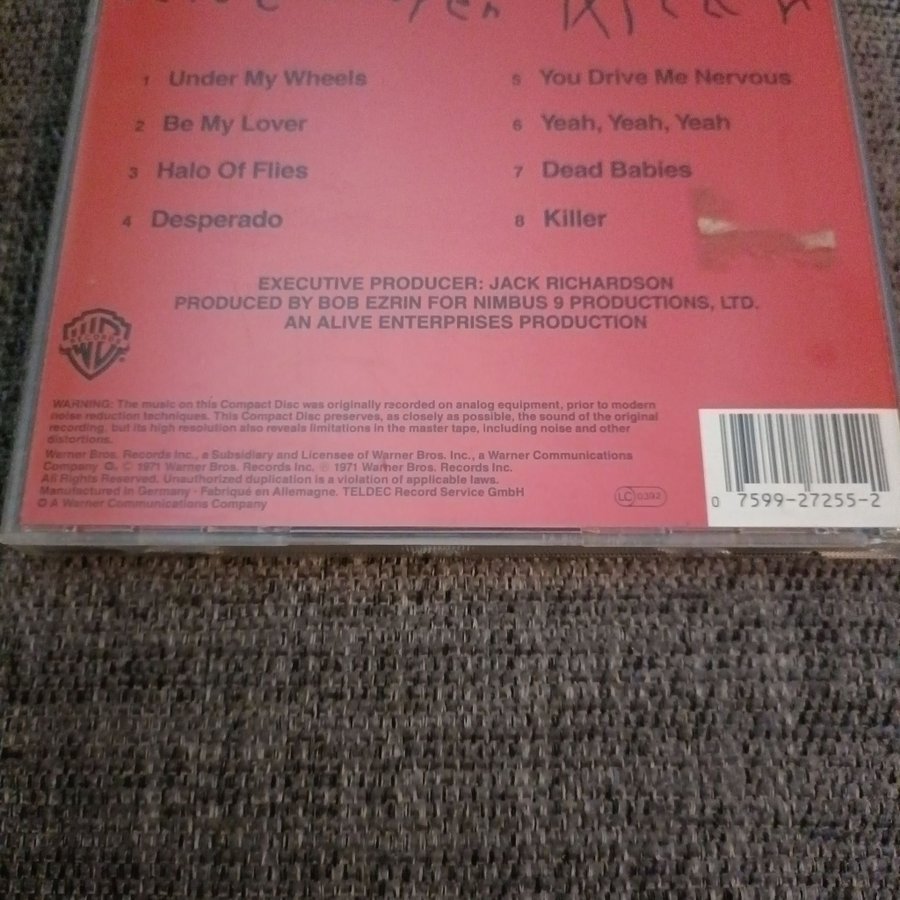 1 Under My Wheels
2 Be My Lover
3 Halo Of Flies
4 Desperado
5 You Drive Me Nervous
6 Yeah, Yeah, Yeah
7 Dead Babies
8 Killer
EXECUTIVE PRODUCER: JACK RICHARDSON
PRODUCED BY BOB EZRIN FOR NIMBUS 9 PRODUCTIONS, LTD.
AN ALIVE ENTERPRISES PRODUCTION
RECORDS
WARNING: The music on this Compact Disc was originally recorded on analog equipment, prior to modern
noise reduction techniques. This Compact Disc preserves, as closely as possible, the sound of the original
recording, but its high resolution also reveals limitations in the master tape, including noise and other
distortions.
Warner Bros. Records Inc., a Subsidiary and Licensee of Warner Bros. Inc., a Warner Communications
Company. © 1971 Warner Bros. Records Inc. ℗ 1971 Warner Bros. Records Inc.
All Rights Reserved. Unauthorized duplication is a violation of applicable laws.
Manufactured in Germany · Fabriqué en Allemagne. TELDEC Record Service GmbH
A Warner Communications Company
LC 0392
0 7599-27255-2